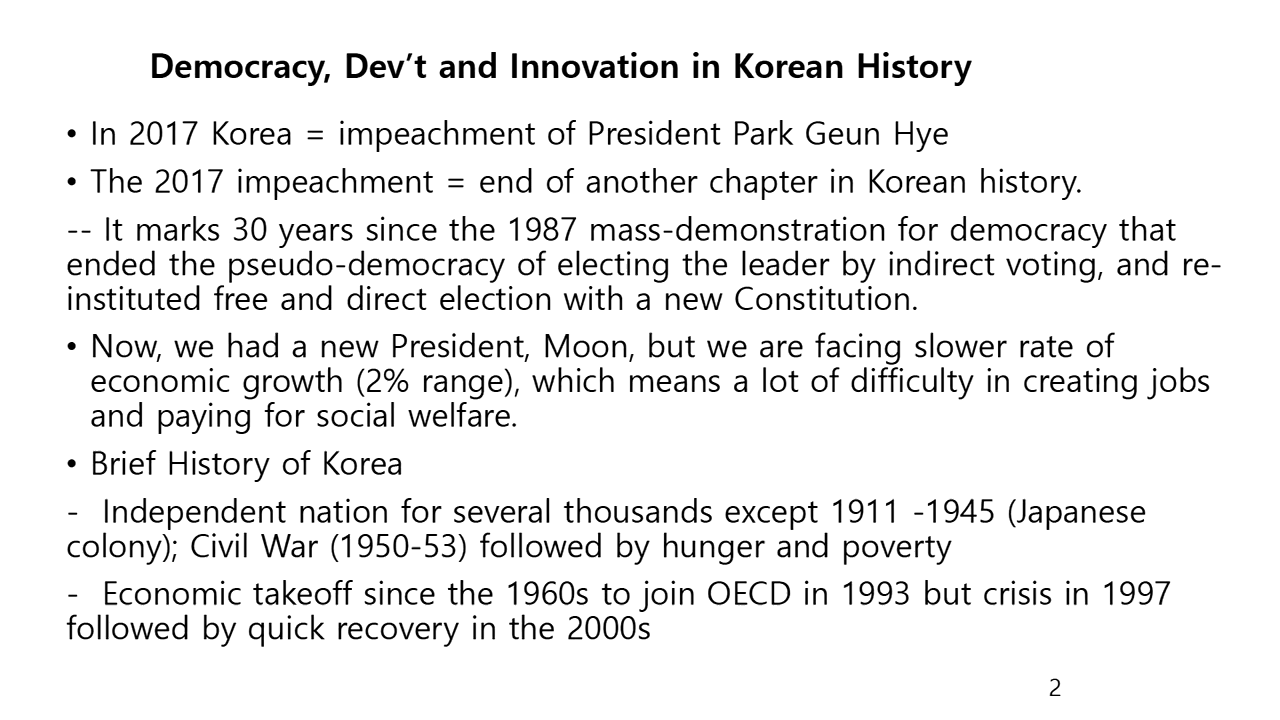 Democracy, Dev’t and Innovation in Korean History
• In 2017 Korea = impeachment of President Park Geun Hye
• The 2017 impeachment = end of another chapter in Korean history.
-- It marks 30 years since the 1987 mass-demonstration for democracy that
ended the pseudo-democracy of electing the leader by indirect voting, and re-
instituted free and direct election with a new Constitution.
• Now, we had a new President, Moon, but we are facing slower rate of
economic growth (2% range), which means a lot of difficulty in creating jobs
and paying for social welfare.
• Brief History of Korea
- Independent nation for several thousands except 1911 -1945 (Japanese
colony); Civil War (1950-53) followed by hunger and poverty
- Economic takeoff since the 1960s to join OECD in 1993 but crisis in 1997
followed by quick recovery in the 2000s
2